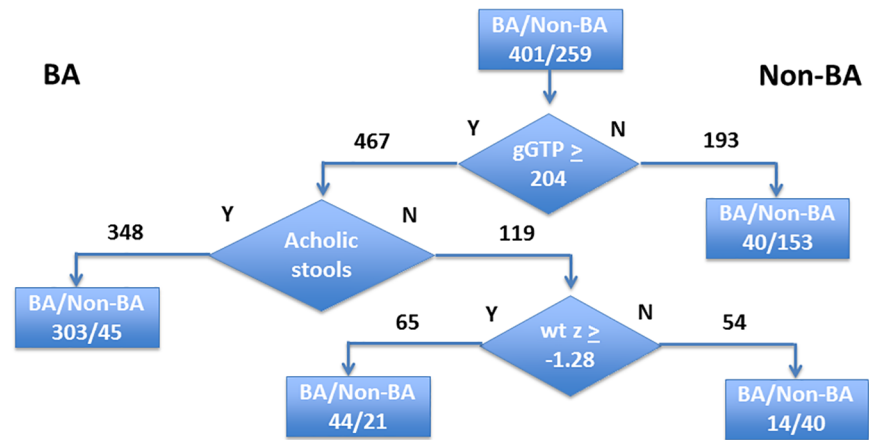 BA/Non-BA
401/259
BA
Non-BA
Y
N
467
193
gGTP ≥
204
BA/Non-BA
40/153
Y
N
348
119
Acholic
stools
BA/Non-BA
303/45
Y
N
65
54
wt z ≥
-1.28
BA/Non-BA
44/21
BA/Non-BA
14/40